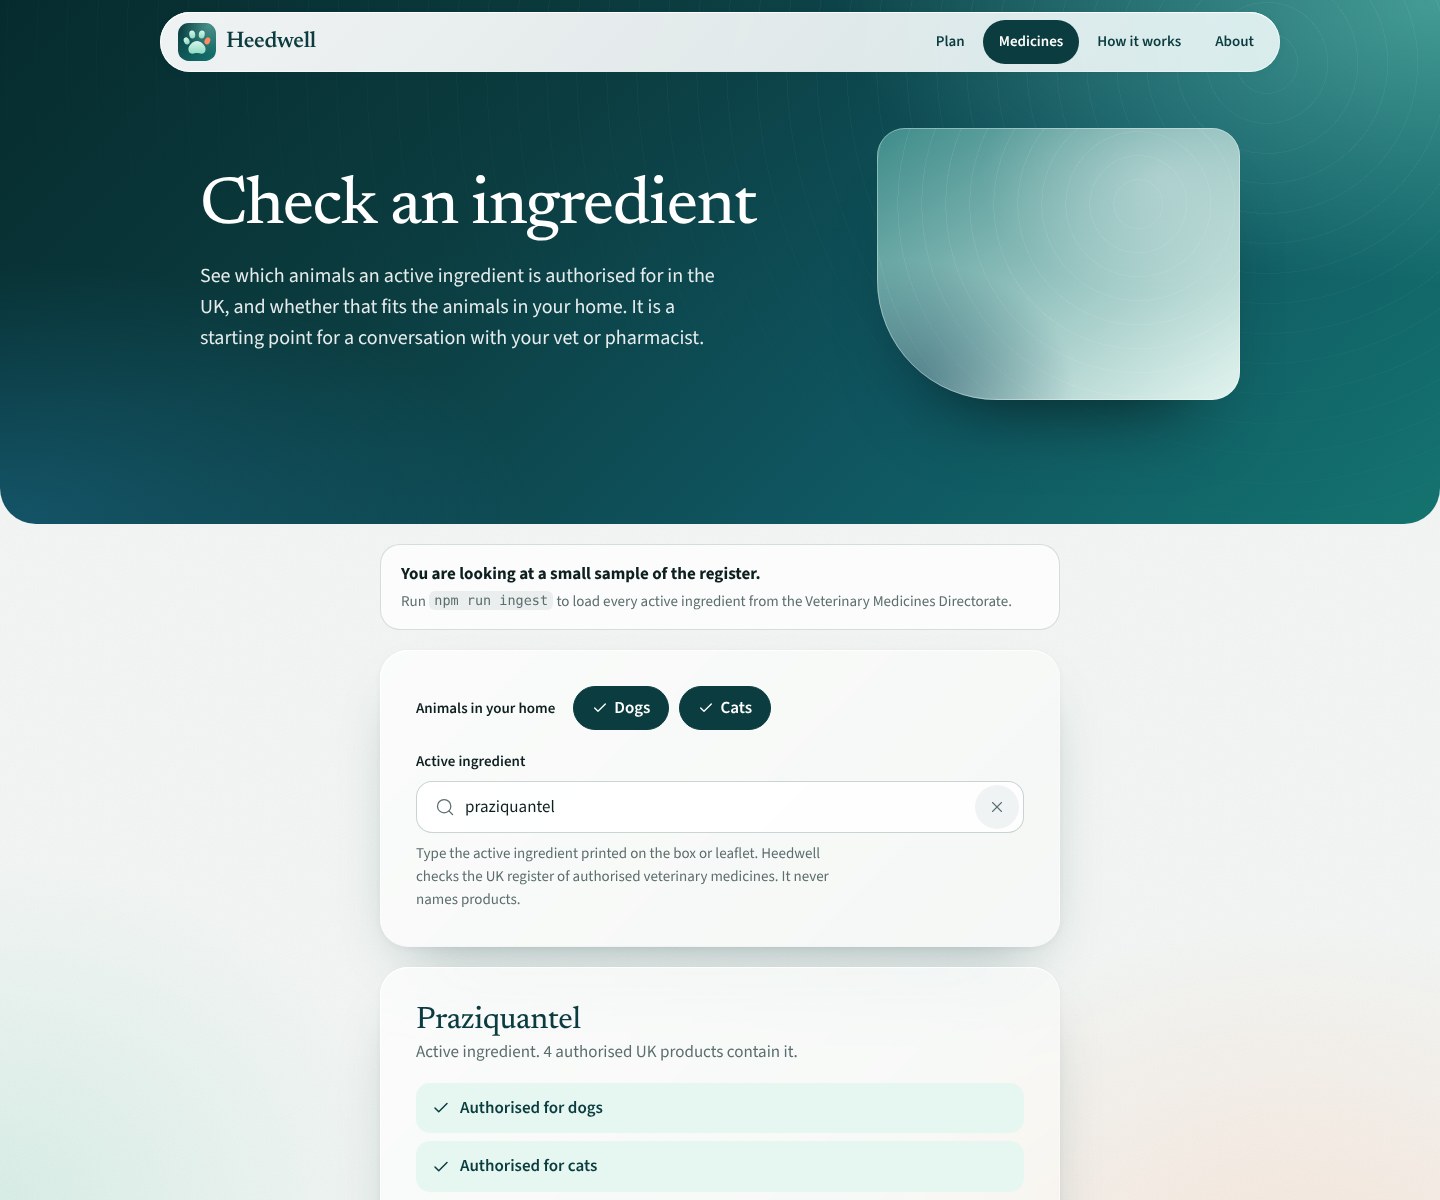 Heedwell
Plan
Medicines
How it works
About
Check an ingredient
See which animals an active ingredient is authorised for in the
UK, and whether that fits the animals in your home. It is a
starting point for a conversation with your vet or pharmacist.
You are looking at a small sample of the register.
Run npm run ingest to load every active ingredient from the Veterinary Medicines Directorate.
Animals in your home
Dogs
Cats
Active ingredient
praziquantel
Type the active ingredient printed on the box or leaflet. Heedwell
checks the UK register of authorised veterinary medicines. It never
names products.
Praziquantel
Active ingredient. 4 authorised UK products contain it.
Authorised for dogs
Authorised for cats